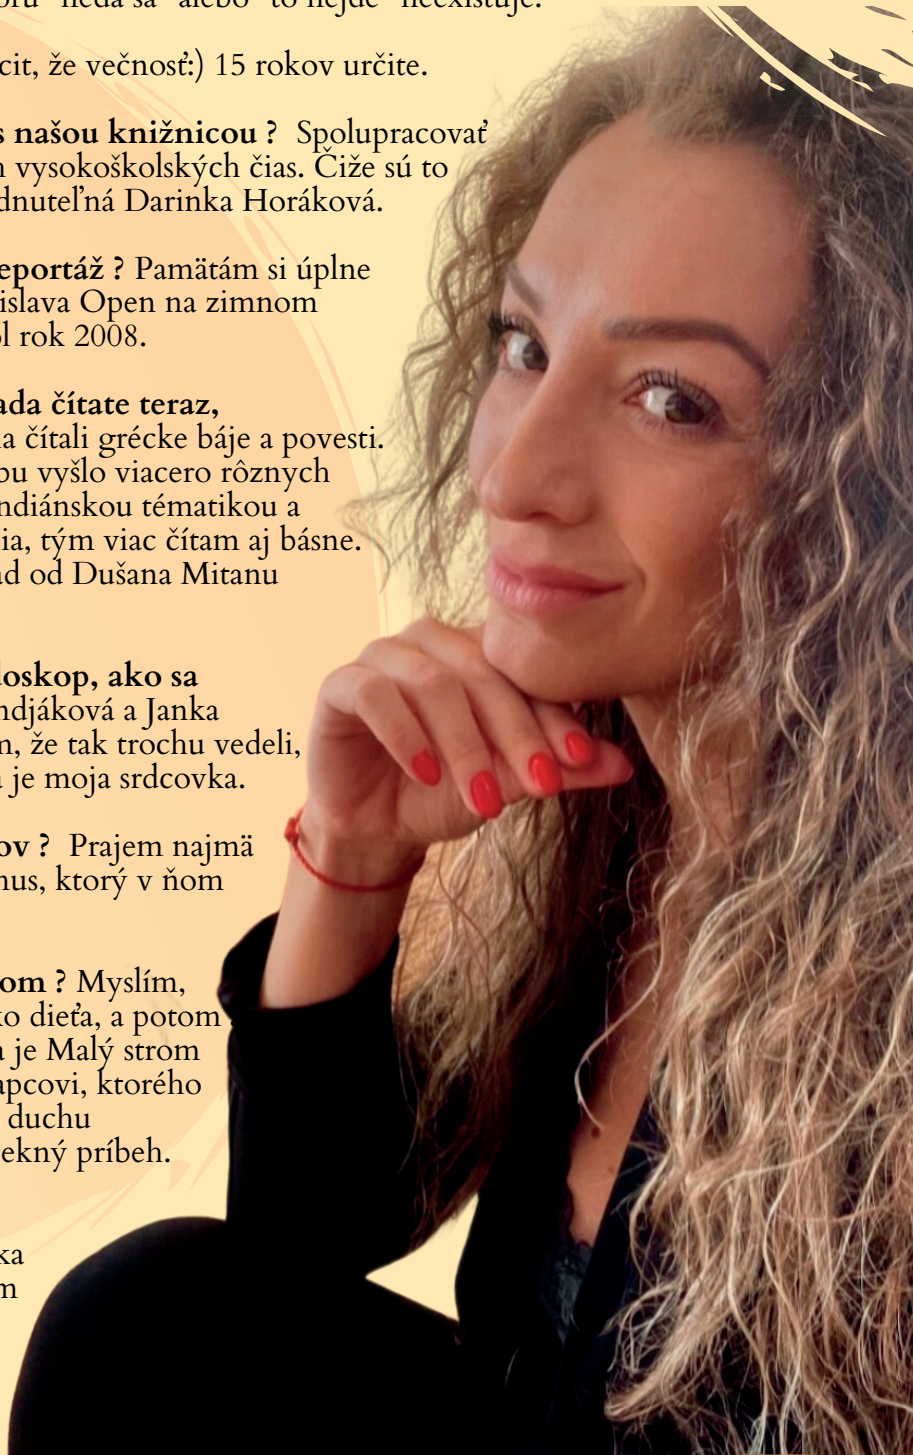 "neda sa" alebo "to nejde" neexistuje.
cit, že večnosť:) 15 rokov určite.
s našou knižnicou ? Spolupracovať
vysokoškolských čias. Čiže sú to
dnuteľná Darinka Horáková.
eportáž ? Pamätám si úplne
islava Open na zimnom
l rok 2008.
ada čítate teraz,
a čítali grécke báje a povesti.
bu vyšlo viacero rôznych
ndiánskou tématikou a
ia, tým viac čítam aj básne.
ad od Dušana Mitanu
doskop, ako sa
ndjáková a Janka
n, že tak trochu vedeli,
je moja srdcovka.
ov ? Prajem najmä
nus, ktorý v ňom
om ? Myslím,
ko dieťa, a potom
a je Malý strom
apcovi, ktorého
duchu
ekný príbeh.
ka
m